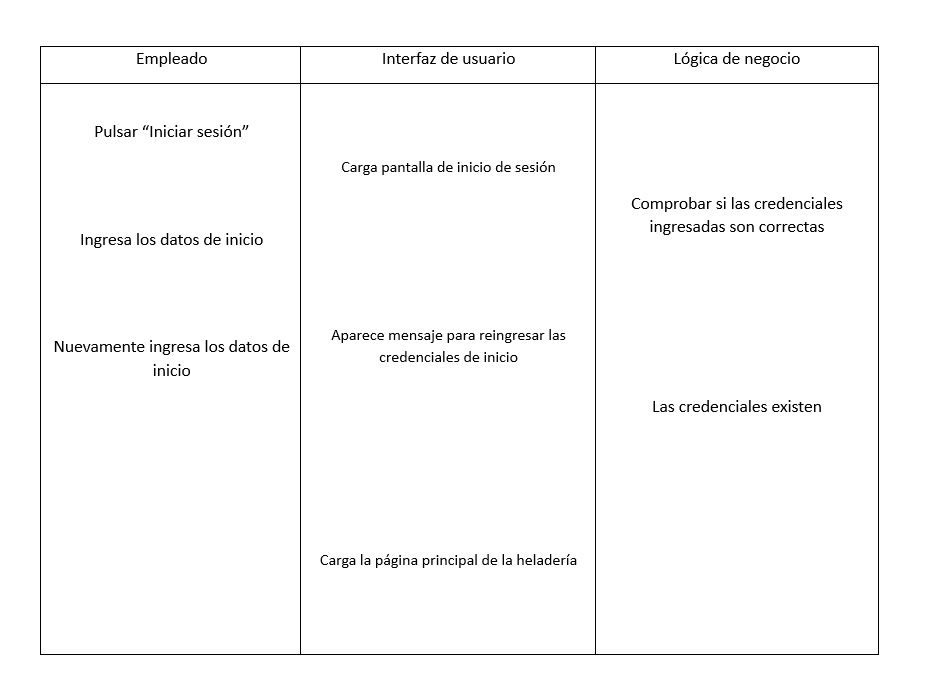 Empleado
Interfaz de usuario
Lógica de negocio
Pulsar “Iniciar sesión”
Carga pantalla de inicio de sesión
Comprobar si las credenciales
ingresadas son correctas
Ingresa los datos de inicio
Aparece mensaje para reingresar las
credenciales de inicio
Nuevamente ingresa los datos de
inicio
Las credenciales existen
Carga la página principal de la heladería